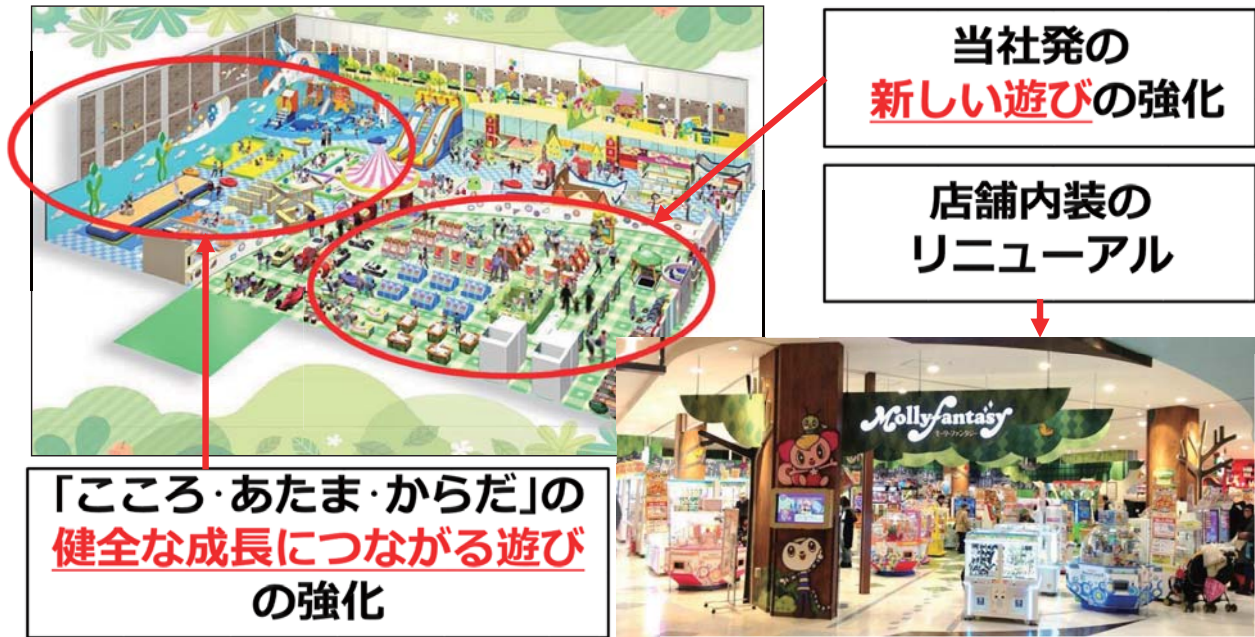 当社発の
新しい遊びの強化
店舗内装の
リニューアル
Mollyfantasy
モーリーファンタジー
「こころ・あたま・からだ」の
健全な成長につながる遊び
の強化